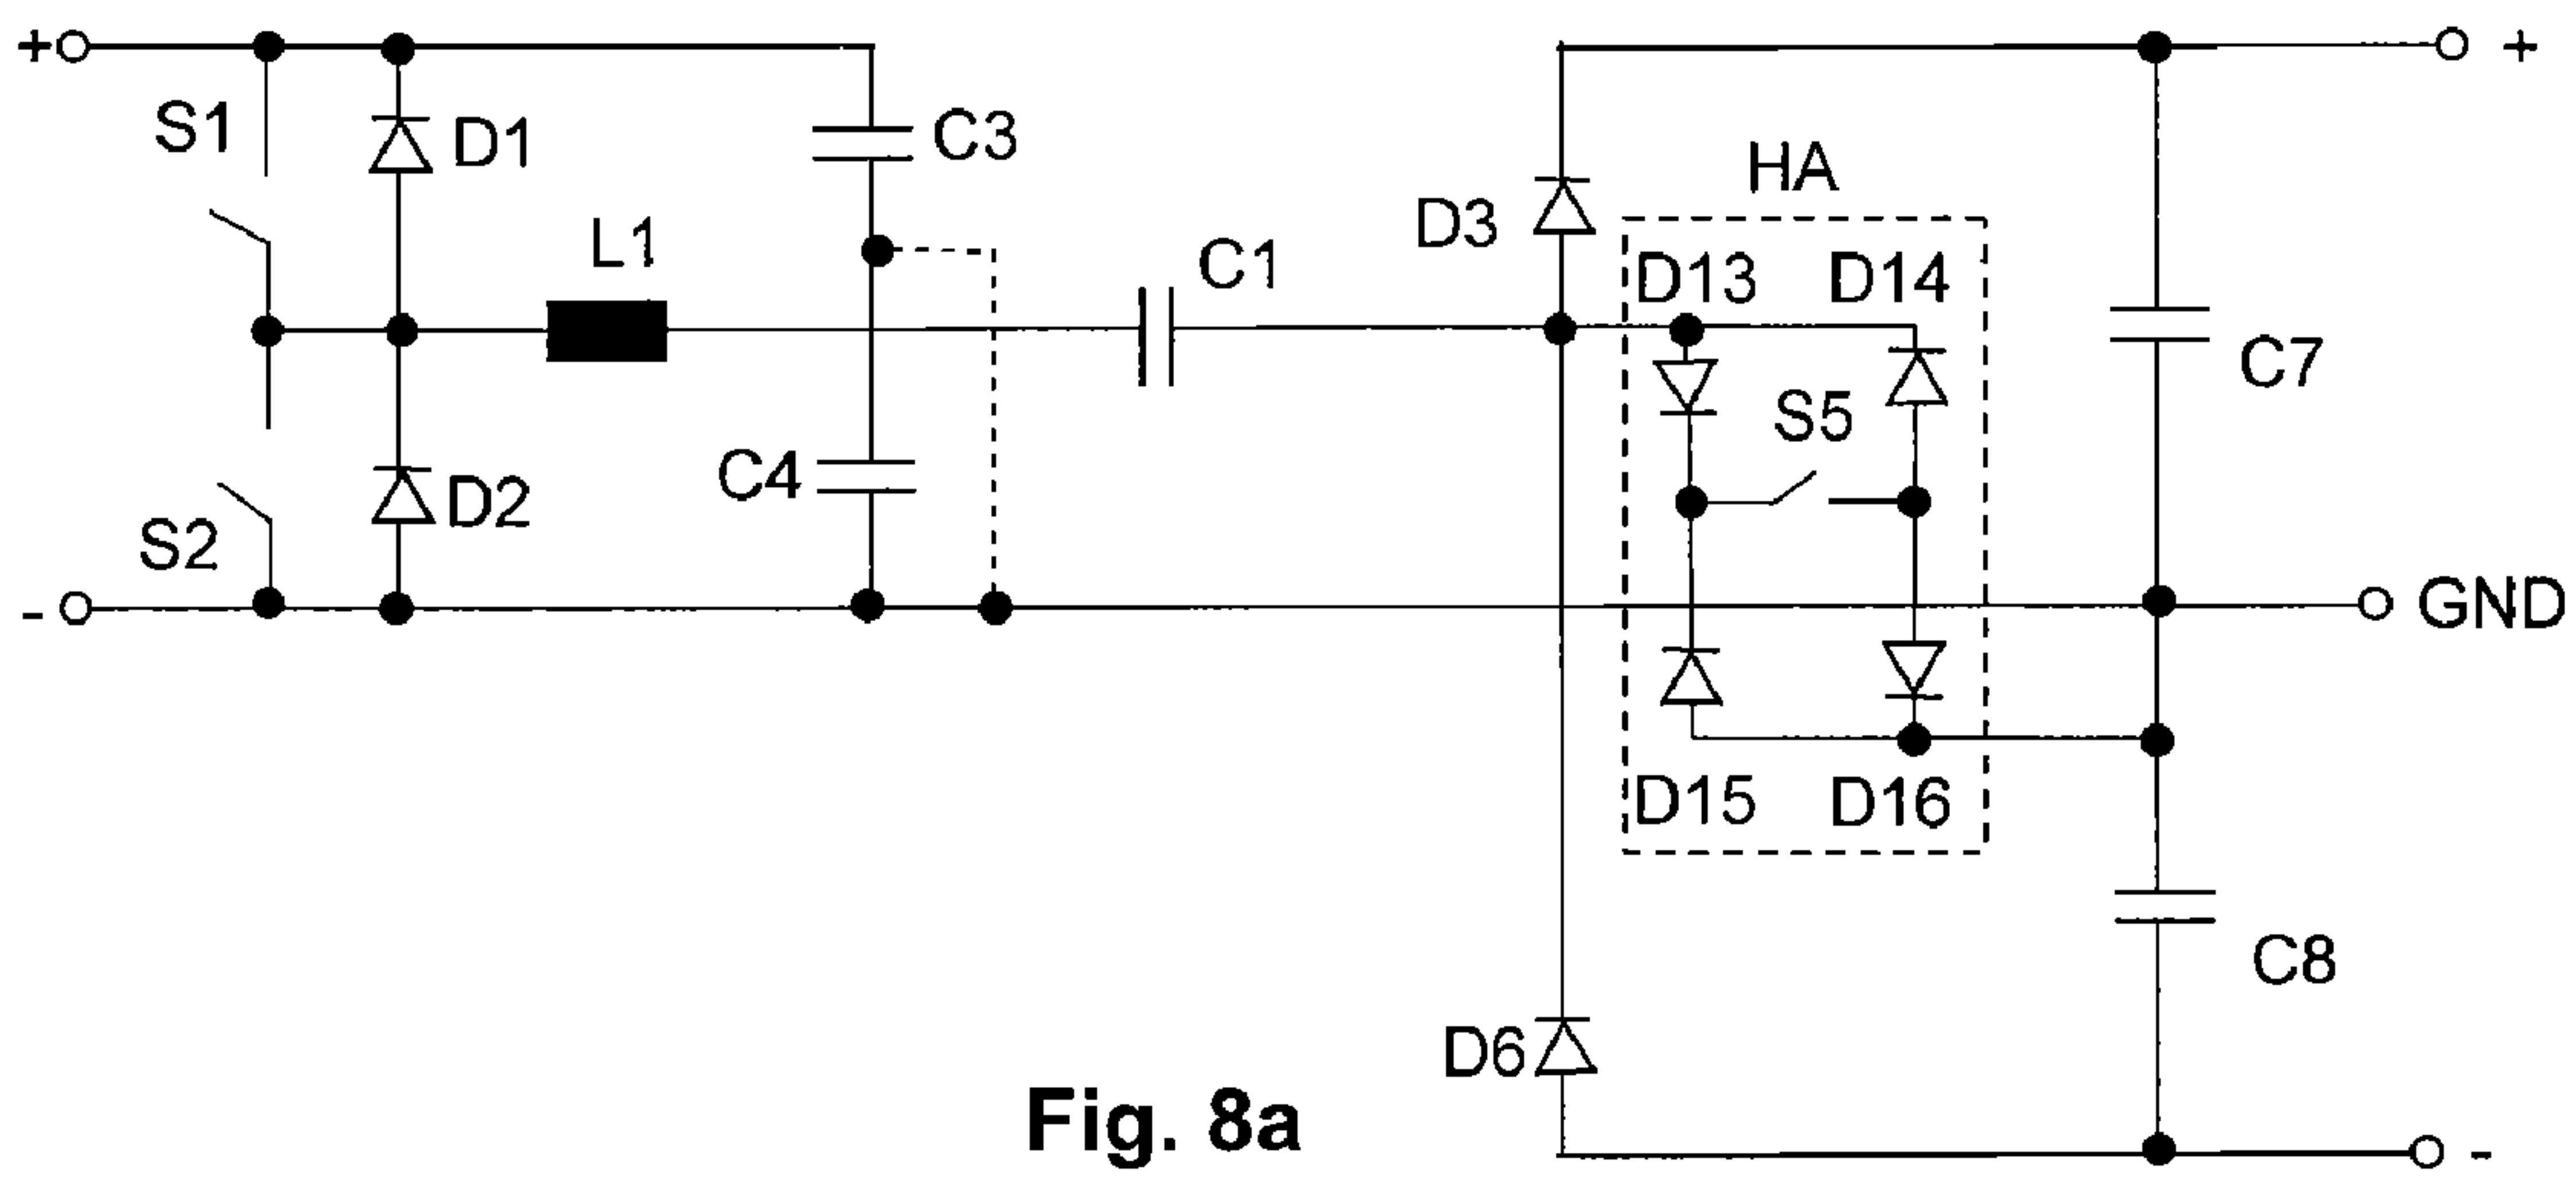 +
+
S1
D1
C3
HA
D3
L1
C1
D13
D14
C7
S5
C4
D2
S2
-
GND
D15
D16
C8
D6
Fig. 8a
-